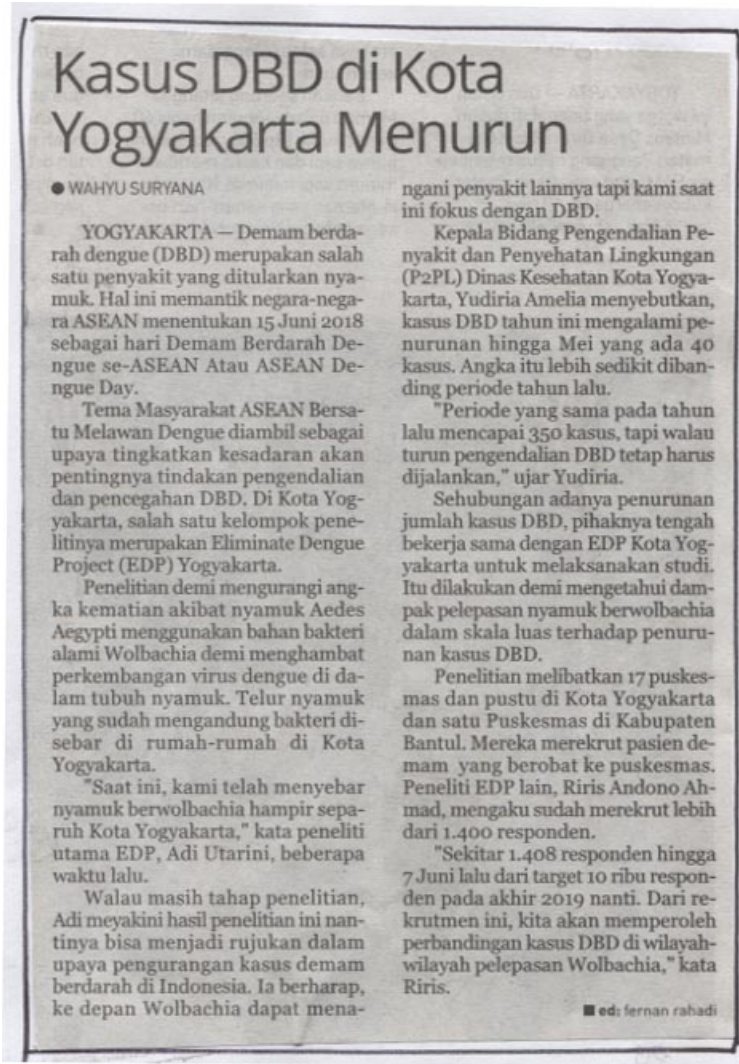 Kasus DBD di Kota
Yogyakarta Menurun
● WAHYU SURYANA
YOGYAKARTA — Demam berda-
rah dengue (DBD) merupakan salah
satu penyakit yang ditularkan nya-
muk. Hal ini memantik negara-nega-
ra ASEAN menentukan 15 Juni 2018
sebagai hari Demam Berdarah De-
ngue se-ASEAN Atau ASEAN De-
ngue Day.
Tema Masyarakat ASEAN Bersa-
tu Melawan Dengue diambil sebagai
upaya tingkatkan kesadaran akan
pentingnya tindakan pengendalian
dan pencegahan DBD. Di Kota Yog-
yakarta, salah satu kelompok pene-
litinya merupakan Eliminate Dengue
Project (EDP) Yogyakarta.
Penelitian demi mengurangi ang-
ka kematian akibat nyamuk Aedes
Aegypti menggunakan bahan bakteri
alami Wolbachia demi menghambat
perkembangan virus dengue di da-
lam tubuh nyamuk. Telur nyamuk
yang sudah mengandung bakteri di-
sebar di rumah-rumah di Kota
Yogyakarta.
"Saat ini, kami telah menyebar
nyamuk berwolbachia hampir sepa-
ruh Kota Yogyakarta," kata peneliti
utama EDP, Adi Utarini, beberapa
waktu lalu.
Walau masih tahap penelitian,
Adi meyakini hasil penelitian ini nan-
tinya bisa menjadi rujukan dalam
upaya pengurangan kasus demam
berdarah di Indonesia. Ia berharap,
ke depan Wolbachia dapat mena-
ngani penyakit lainnya tapi kami saat
ini fokus dengan DBD.
Kepala Bidang Pengendalian Pe-
nyakit dan Penyehatan Lingkungan
(P2PL) Dinas Kesehatan Kota Yogya-
karta, Yudiria Amelia menyebutkan,
kasus DBD tahun ini mengalami pe-
nurunan hingga Mei yang ada 40
kasus. Angka itu lebih sedikit diban-
ding periode tahun lalu.
"Periode yang sama pada tahun
lalu mencapai 350 kasus, tapi walau
turun pengendalian DBD tetap harus
dijalankan," ujar Yudiria.
Sehubungan adanya penurunan
jumlah kasus DBD, pihaknya tengah
bekerja sama dengan EDP Kota Yog-
yakarta untuk melaksanakan studi.
Itu dilakukan demi mengetahui dam-
pak pelepasan nyamuk berwolbachia
dalam skala luas terhadap penuru-
nan kasus DBD.
Penelitian melibatkan 17 puskes-
mas dan pustu di Kota Yogyakarta
dan satu Puskesmas di Kabupaten
Bantul. Mereka merekrut pasien de-
mam yang berobat ke puskesmas.
Peneliti EDP lain, Riris Andono Ah-
mad, mengaku sudah merekrut lebih
dari 1.400 responden.
"Sekitar 1.408 responden hingga
7 Juni lalu dari target 10 ribu respon-
den pada akhir 2019 nanti. Dari re-
krutmen ini, kita akan memperoleh
perbandingan kasus DBD di wilayah-
wilayah pelepasan Wolbachia," kata
Riris.
■ ed: fernan rahadi